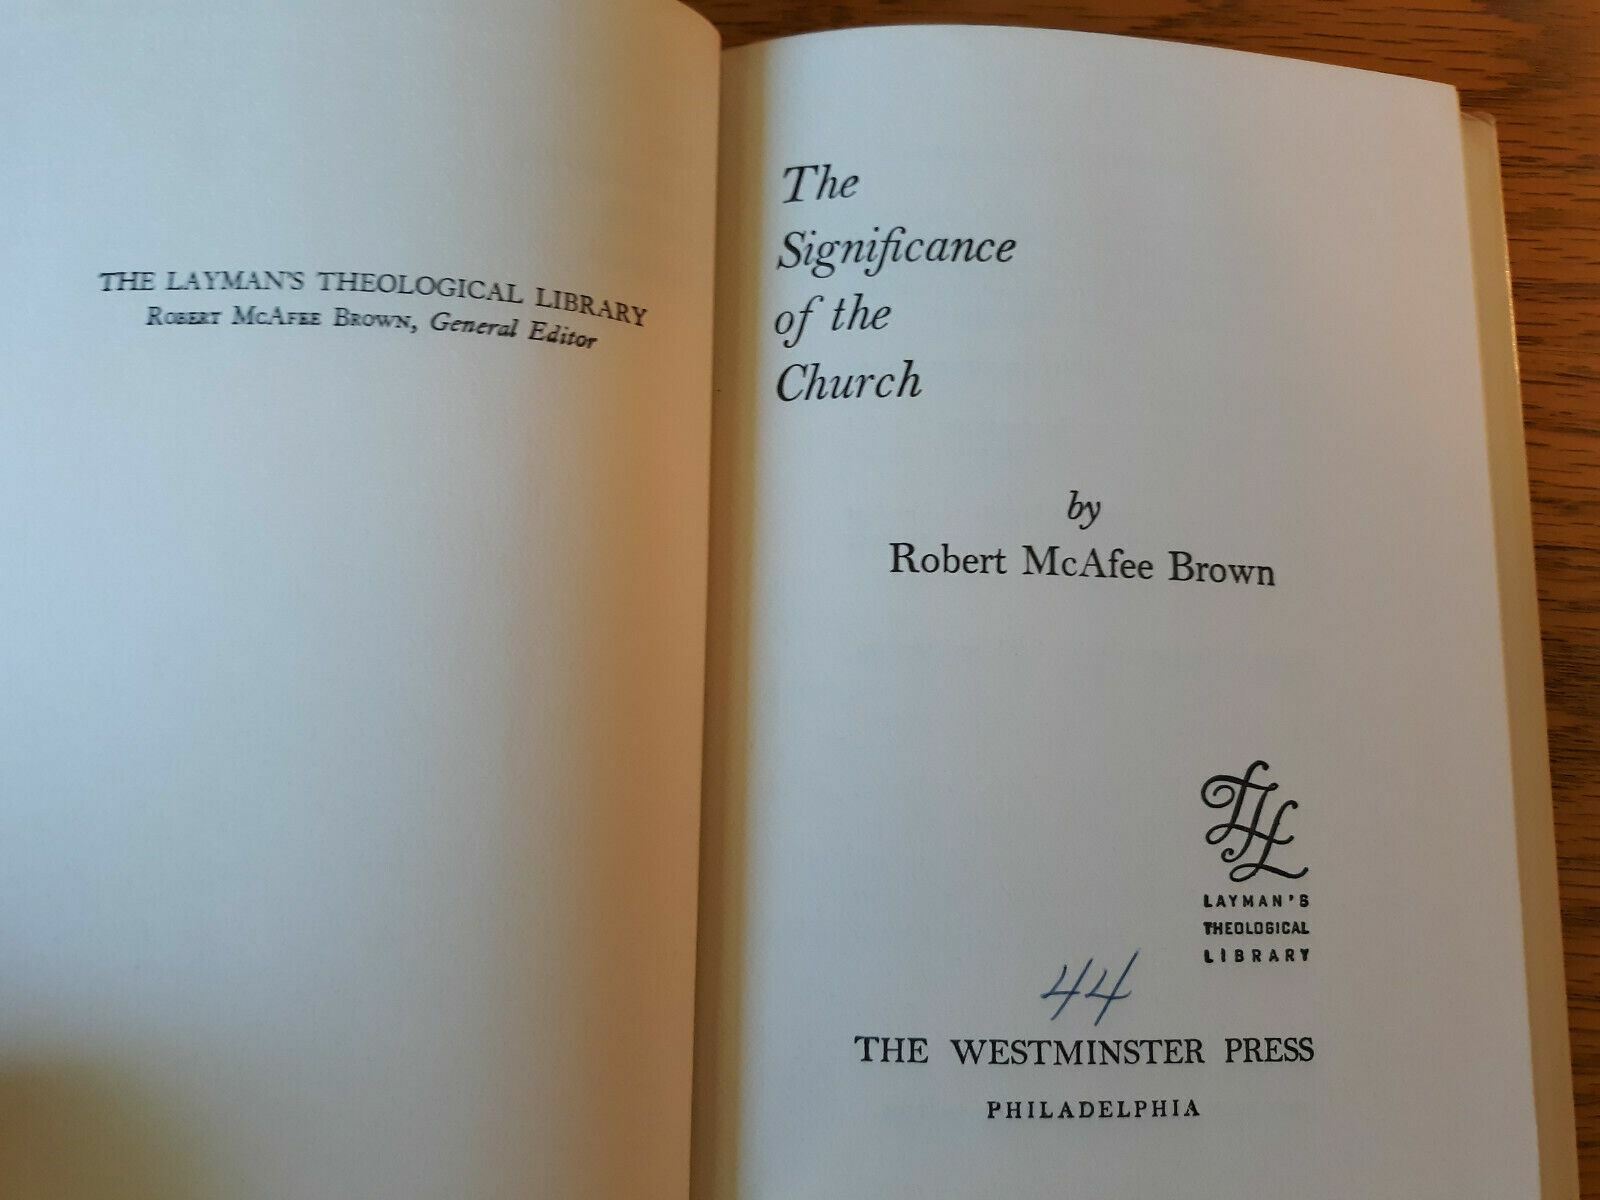 THE LAYMAN'S THEOLOGICAL LIBRARY
ROBERT MCAFEE BROWN, General Editor
The
Significance
of the
Church
by
Robert McAfee Brown
LTL
LAYMAN'S
THEOLOGICAL
LIBRARY
44
THE WESTMINSTER PRESS
PHILADELPHIA